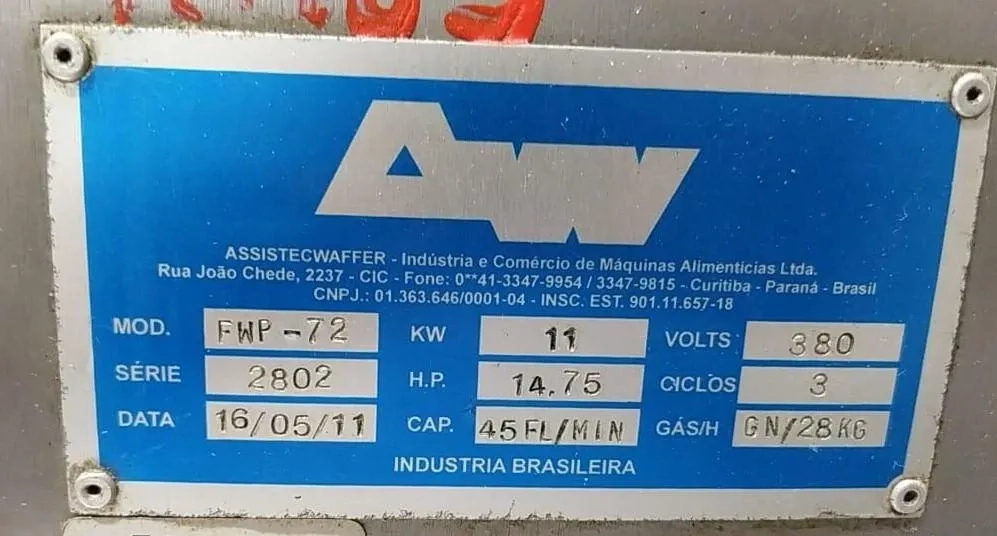 AW
ASSISTECWAFFER - Indústria e Comércio de Máquinas Alimentícias Ltda.
Rua João Chede, 2237 - CIC - Fone: 0**41-3347-9954 / 3347-9815 - Curitiba - Paraná - Brasil
CNPJ.: 01.363.646/0001-04 - INSC. EST. 901.11.657-18
MOD. FWP-72 KW 11 VOLTS 380
SÉRIE 2802 H.P. 14.75 CICLOS 3
DATA 16/05/11 CAP. 45FL/MIN GÁS/H GN/28KG
INDUSTRIA BRASILEIRA